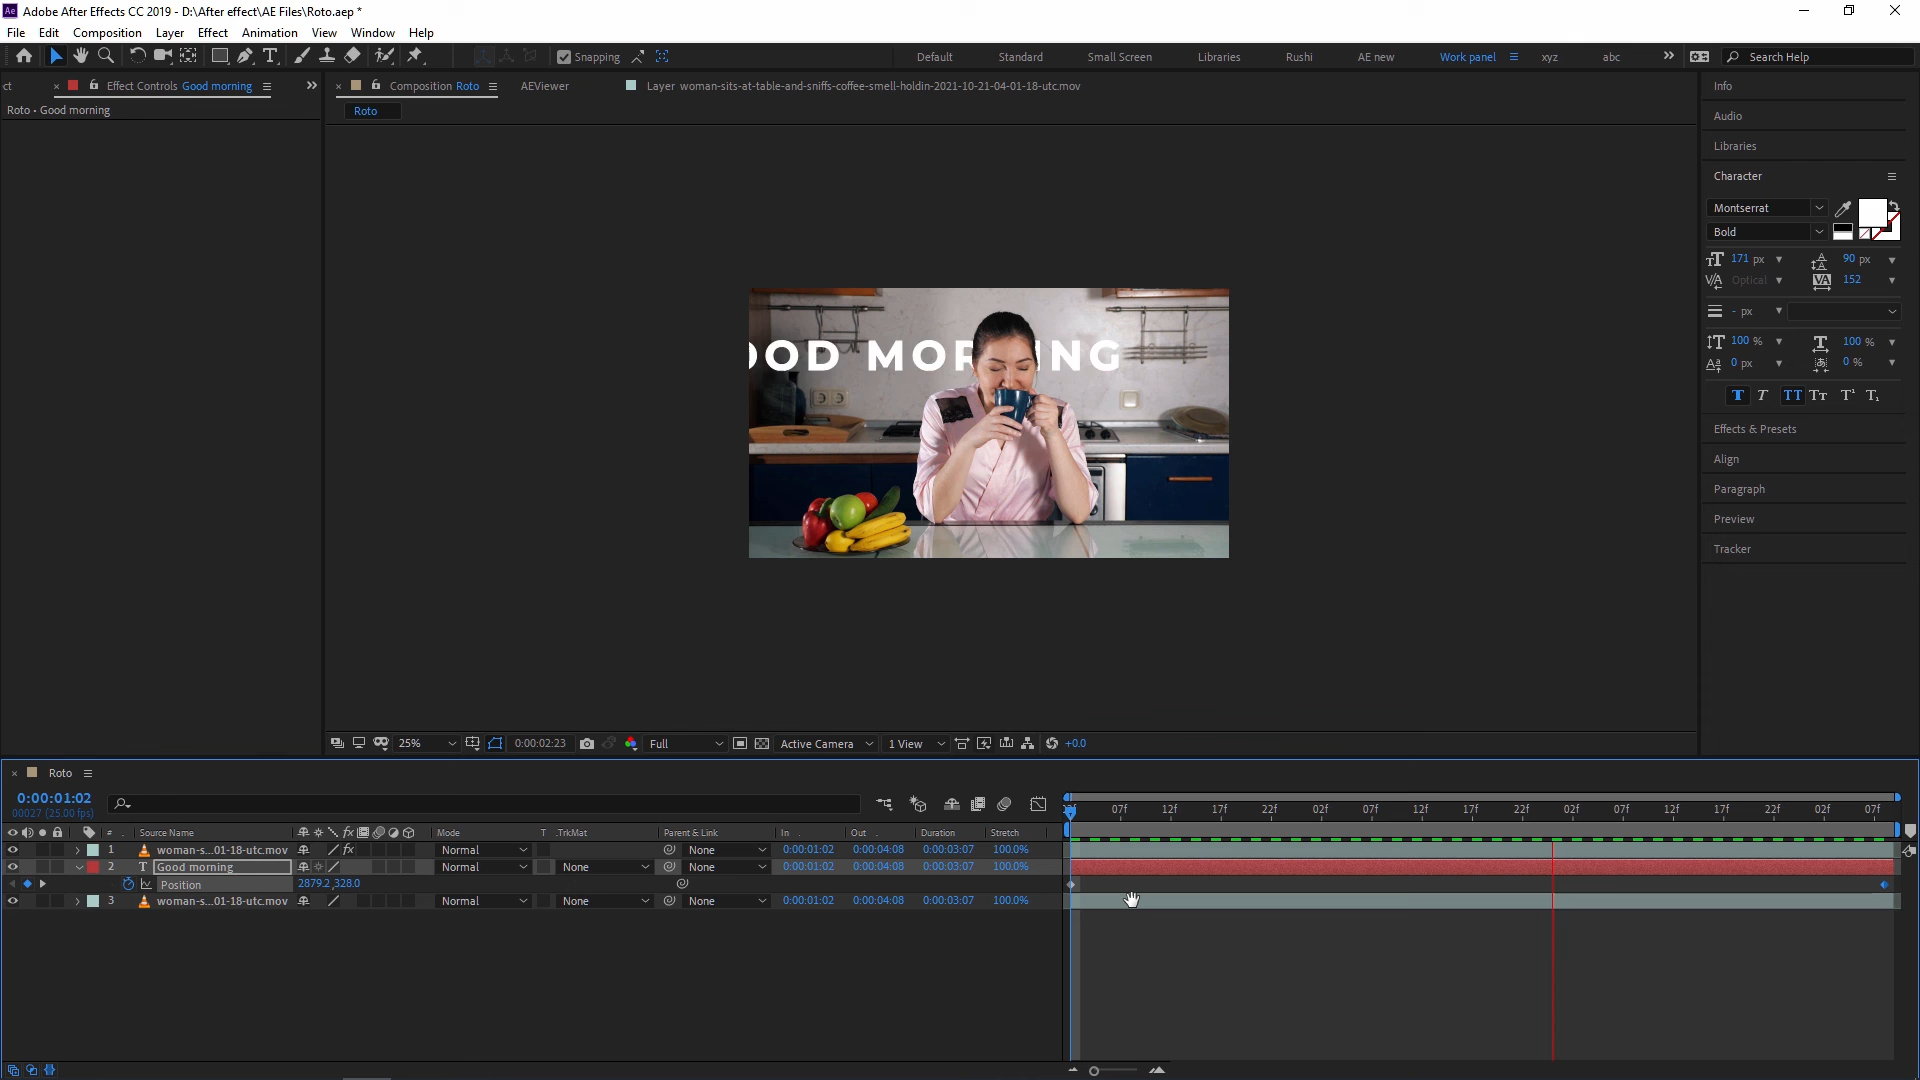 Ae Adobe After Effects CC 2019 - D:\After effect\AE Files\Roto.aep *
File Edit Composition Layer Effect Animation View Window Help
Snapping Default Standard Small Screen Libraries Rushi AE new Work panel xyz abc Search Help
ct Effect Controls Good morning Composition Roto AEViewer Layer woman-sits-at-table-and-sniffs-coffee-smell-holdin-2021-10-21-04-01-18-utc.mov
Roto • Good morning
Roto
Info
Audio
Libraries
Character
Montserrat
Bold
171 px 90 px
Optical 152
- px
100 % 100 %
0 px 0 %
Effects & Presets
Align
Paragraph
Preview
Tracker
OOD MOR ING
25% 0:00:02:23 Full Active Camera 1 View +0.0
Roto
0:00:01:02
00027 (25.00 fps)
07f 12f 17f 22f 02f 07f 12f 17f 22f 02f 07f 12f 17f 22f 02f 07f
# Source Name Mode T .TrkMat Parent & Link In Out Duration Stretch
1 woman-s...01-18-utc.mov Normal None 0:00:01:02 0:00:04:08 0:00:03:07 100.0%
2 T Good morning Normal None None 0:00:01:02 0:00:04:08 0:00:03:07 100.0%
Position 2879.2,328.0
3 woman-s...01-18-utc.mov Normal None None 0:00:01:02 0:00:04:08 0:00:03:07 100.0%